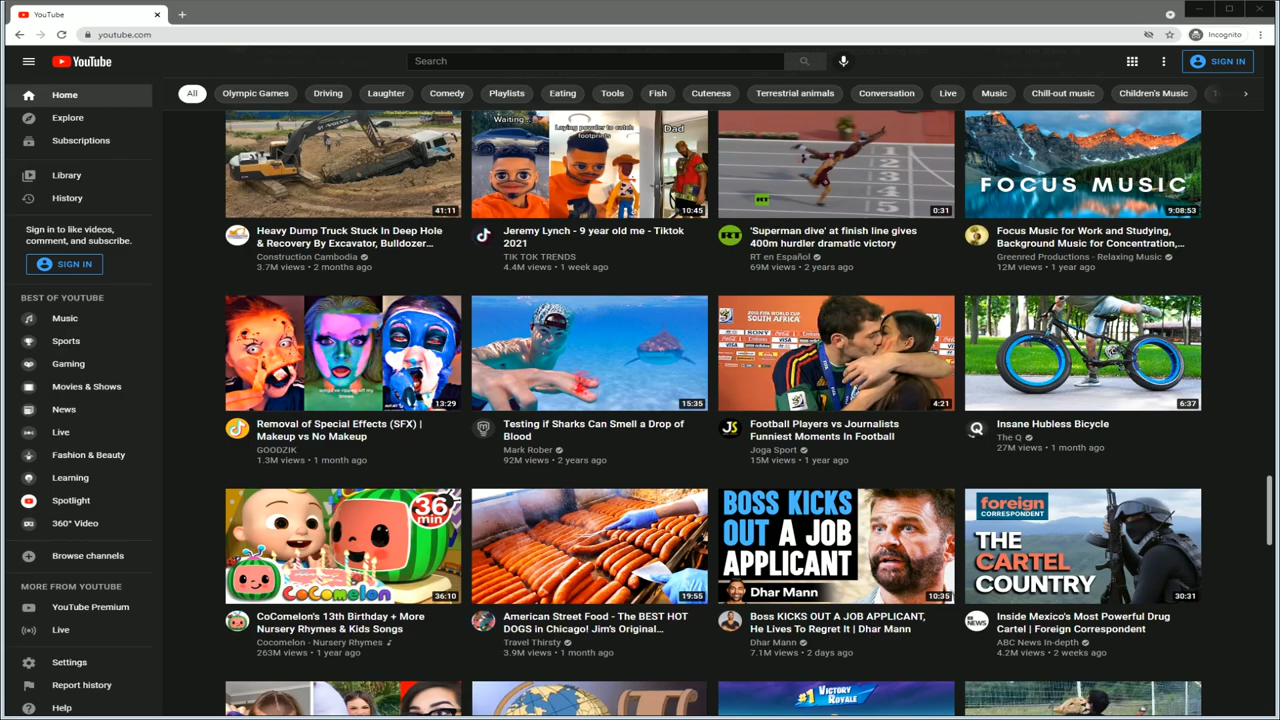 YouTube
youtube.com
Incognito
YouTube
Search
SIGN IN
All
Olympic Games
Driving
Laughter
Comedy
Playlists
Eating
Tools
Fish
Cuteness
Terrestrial animals
Conversation
Live
Music
Chill-out music
Children's Music
Home
Explore
Subscriptions
Library
History
Sign in to like videos,
comment, and subscribe.
SIGN IN
BEST OF YOUTUBE
Music
Sports
Gaming
Movies & Shows
News
Live
Fashion & Beauty
Learning
Spotlight
360° Video
Browse channels
MORE FROM YOUTUBE
YouTube Premium
Live
Settings
Report history
Help
41:11
Heavy Dump Truck Stuck In Deep Hole
& Recovery By Excavator, Bulldozer...
Construction Cambodia
3.7M views • 2 months ago
Waiting...
Laying powder to catch
footprints
Dad
10:45
Jeremy Lynch - 9 year old me - Tiktok
2021
TIK TOK TRENDS
4.4M views • 1 week ago
RT
0:31
'Superman dive' at finish line gives
400m hurdler dramatic victory
RT en Español
69M views • 2 years ago
FOCUS MUSIC
9:08:53
Focus Music for Work and Studying,
Background Music for Concentration,...
Greenred Productions - Relaxing Music
12M views • 1 year ago
13:29
Removal of Special Effects (SFX) |
Makeup vs No Makeup
GOODZIK
1.3M views • 1 month ago
15:35
Testing if Sharks Can Smell a Drop of
Blood
Mark Rober
92M views • 2 years ago
2010 FIFA WORLD CUP
SOUTH AFRICA
SONY
4:21
Football Players vs Journalists
Funniest Moments In Football
Joga Sport
15M views • 1 year ago
6:37
Insane Hubless Bicycle
The Q
27M views • 1 month ago
36
min
CoComelon
36:10
CoComelon's 13th Birthday + More
Nursery Rhymes & Kids Songs
Cocomelon - Nursery Rhymes
263M views • 1 year ago
19:55
American Street Food - The BEST HOT
DOGS in Chicago! Jim's Original...
Travel Thirsty
3.9M views • 1 month ago
BOSS KICKS
OUT A JOB
APPLICANT
Dhar Mann
10:35
Boss KICKS OUT A JOB APPLICANT,
He Lives To Regret It | Dhar Mann
Dhar Mann
7.1M views • 2 days ago
foreign
CORRESPONDENT
THE
CARTEL
COUNTRY
30:31
NEWS
Inside Mexico's Most Powerful Drug
Cartel | Foreign Correspondent
ABC News In-depth
4.2M views • 2 weeks ago
#1 VICTORY
ROYALE